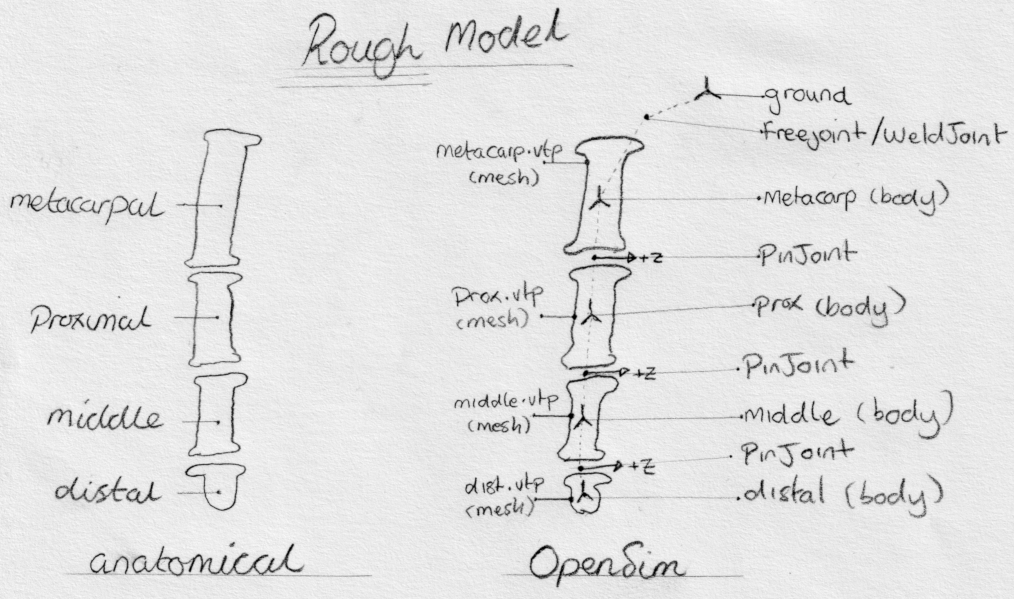 Rough Model
metacarpal
Proximal
middle
distal
anatomical
metacarp.vtp
(mesh)
Prox.vtp
(mesh)
middle.vtp
(mesh)
dist.vtp
(mesh)
+Z
+Z
+Z
ground
freejoint/WeldJoint
Metacarp (body)
PinJoint
prox (body)
PinJoint
middle (body)
PinJoint
distal (body)
OpenSim